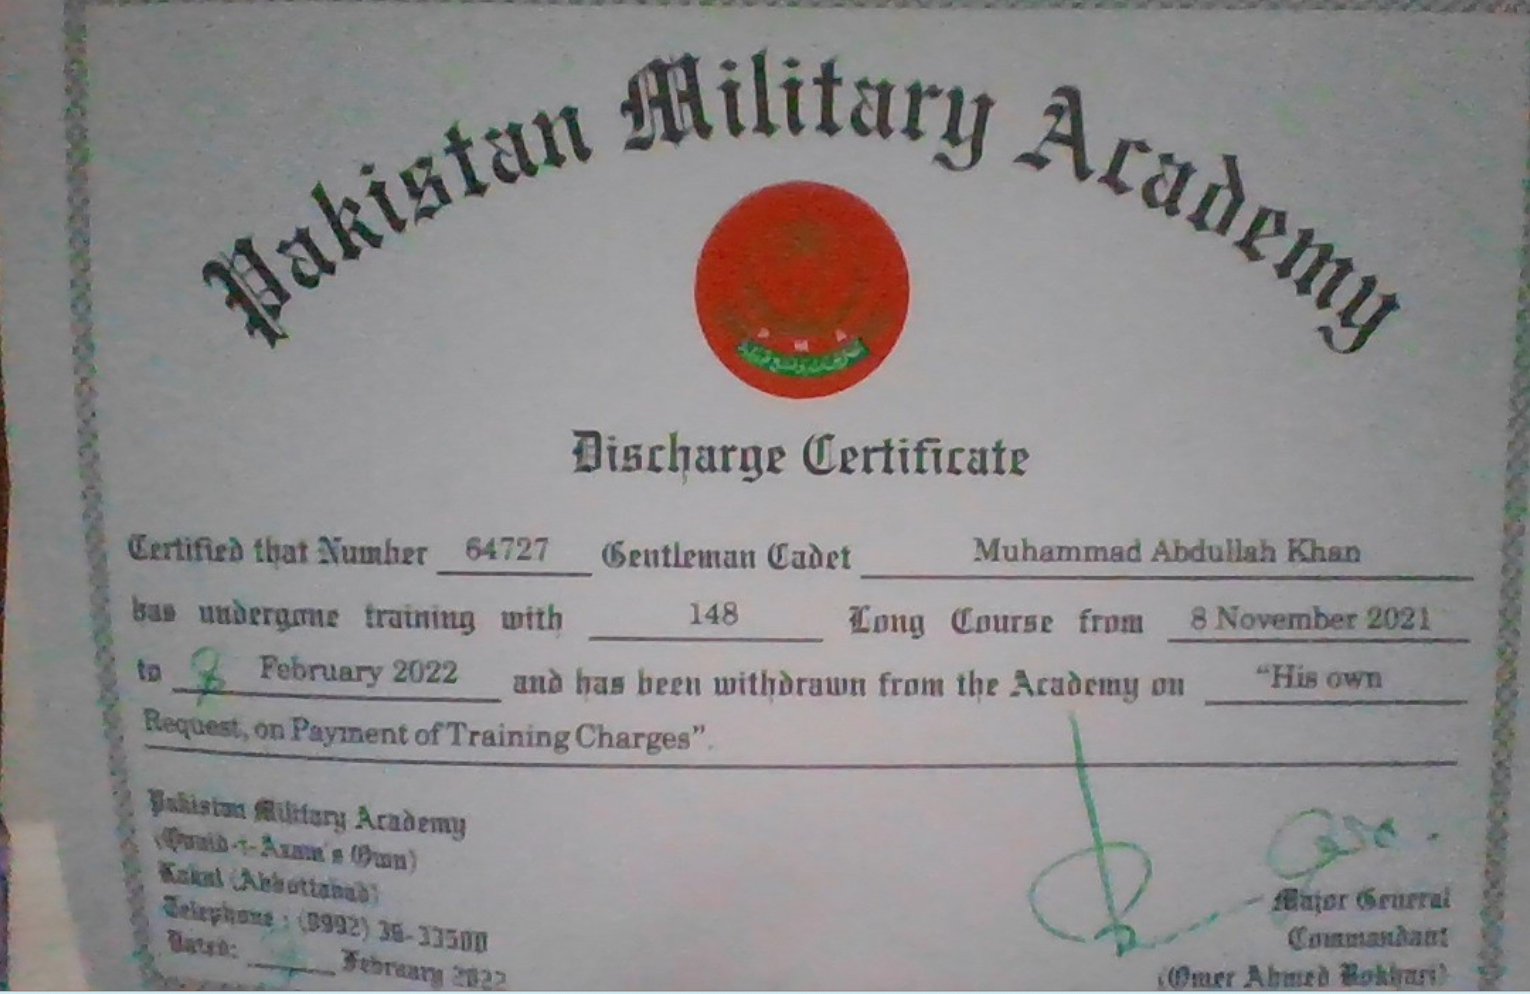 Pakistan Military Academy
P M A
Discharge Certificate
Certified that Number 64727 Gentleman Cadet Muhammad Abdullah Khan
has undergone training with 148 Long Course from 8 November 2021
to 8 February 2022 and has been withdrawn from the Academy on "His own
Request, on Payment of Training Charges".
Pakistan Military Academy
(Quaid-i-Azam's Own)
Kakul (Abbottabad)
Telephone : (0992) 36-33500
Dated: February 2022
Major General
Commandant
(Omer Ahmed Bokhari)